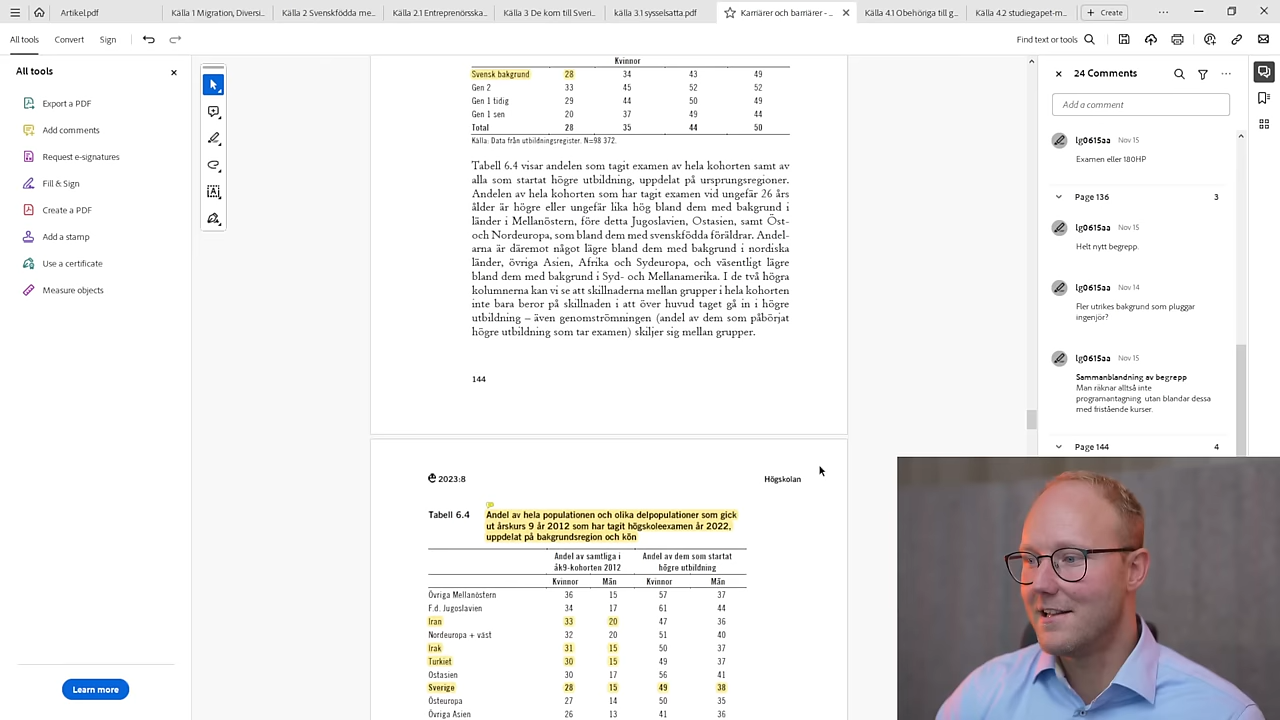 Artikel.pdf
Källa 1 Migration, Diversi...
Källa 2 Svenskfödda me...
Källa 2.1 Entreprenörsska...
Källa 3 De kom till Sveri...
källa 3.1 sysselsatta.pdf
Karriärer och barriärer - ...
Källa 4.1 Obehöriga till g...
Källa 4.2 studiegapet-m...
Create
All tools
Convert
Sign
Find text or tools
All tools
Export a PDF
Add comments
Request e-signatures
Fill & Sign
Create a PDF
Add a stamp
Use a certificate
Measure objects
Learn more
Kvinnor
Svensk bakgrund 28 34 43 49
Gen 2 33 45 52 52
Gen 1 tidig 29 44 50 49
Gen 1 sen 20 37 49 44
Total 28 35 44 50
Källa: Data från utbildningsregister. N=98 372.
Tabell 6.4 visar andelen som tagit examen av hela kohorten samt av
alla som startat högre utbildning, uppdelat på ursprungsregioner.
Andelen av hela kohorten som har tagit examen vid ungefär 26 års
ålder är högre eller ungefär lika hög bland dem med bakgrund i
länder i Mellanöstern, före detta Jugoslavien, Ostasien, samt Öst-
och Nordeuropa, som bland dem med svenskfödda föräldrar. Andel-
arna är däremot något lägre bland dem med bakgrund i nordiska
länder, övriga Asien, Afrika och Sydeuropa, och väsentligt lägre
bland dem med bakgrund i Syd- och Mellanamerika. I de två högra
kolumnerna kan vi se att skillnaderna mellan grupper i hela kohorten
inte bara beror på skillnaden i att över huvud taget gå in i högre
utbildning – även genomströmningen (andel av dem som påbörjat
högre utbildning som tar examen) skiljer sig mellan grupper.
144
2023:8 Högskolan
Tabell 6.4 Andel av hela populationen och olika delpopulationer som gick
ut årskurs 9 år 2012 som har tagit högskoleexamen år 2022,
uppdelat på bakgrundsregion och kön
Andel av samtliga i Andel av dem som startat
åk9-kohorten 2012 högre utbildning
Kvinnor Män Kvinnor Män
Övriga Mellanöstern 36 15 57 37
F.d. Jugoslavien 34 17 61 44
Iran 33 20 47 36
Nordeuropa + väst 32 20 51 40
Irak 31 15 50 37
Turkiet 30 15 49 37
Ostasien 30 17 56 41
Sverige 28 15 49 38
Östeuropa 27 14 50 35
Övriga Asien 26 13 41 36
24 Comments
Add a comment
lg0615aa Nov 15
Examen eller 180HP
Page 136 3
lg0615aa Nov 15
Helt nytt begrepp.
lg0615aa Nov 14
Fler utrikes bakgrund som pluggar
ingenjör?
lg0615aa Nov 15
Sammanblandning av begrepp
Man räknar alltså inte
programantagning utan blandar dessa
med fristående kurser.
Page 144 4